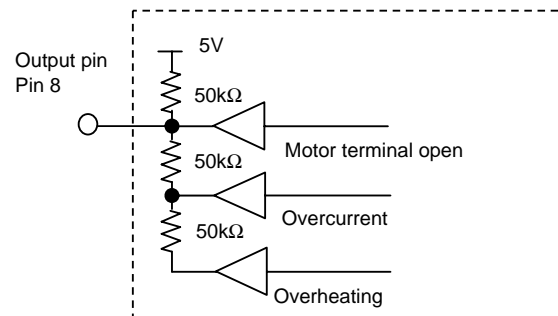 5V
Output pin
Pin 8
50kΩ
Motor terminal open
50kΩ
Overcurrent
50kΩ
Overheating